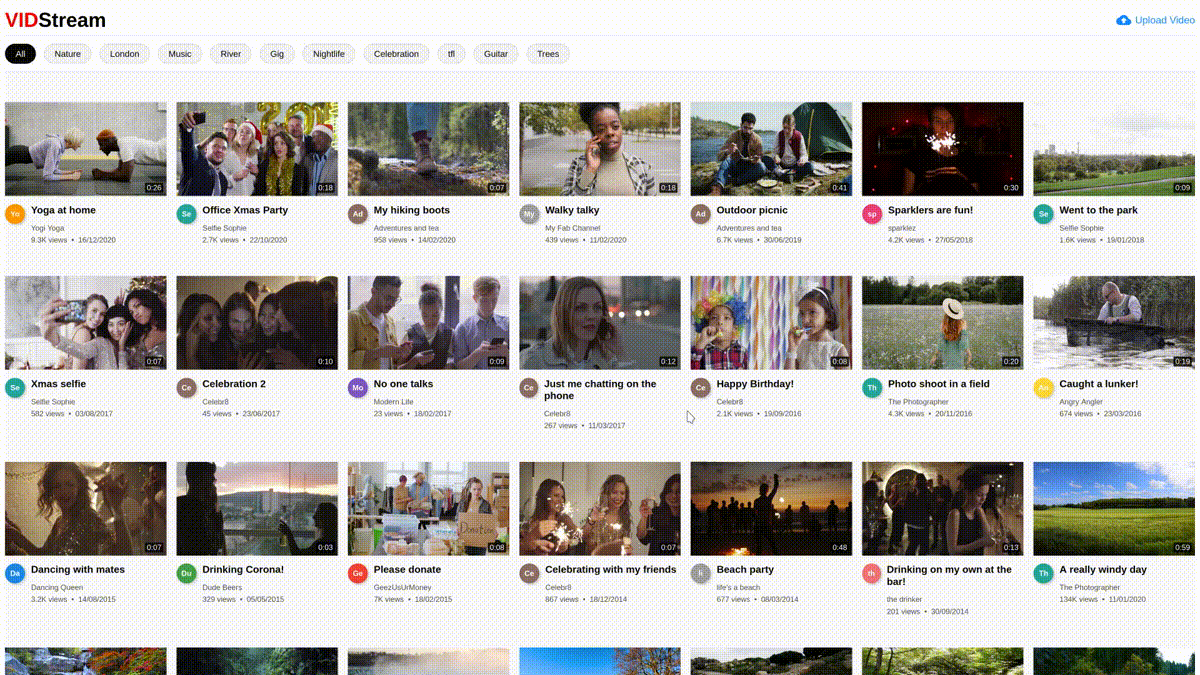 VIDStream
Upload Video
All Nature London Music River Gig Nightlife Celebration tfl Guitar Trees
0:26 0:18 0:07 0:18 0:41 0:30 0:09
Yo Yoga at home
Yogi Yoga
9.3K views • 16/12/2020
Se Office Xmas Party
Selfie Sophie
2.7K views • 22/10/2020
Ad My hiking boots
Adventures and tea
958 views • 14/02/2020
My Walky talky
My Fab Channel
439 views • 11/02/2020
Ad Outdoor picnic
Adventures and tea
6.7K views • 30/06/2019
sp Sparklers are fun!
sparklez
4.2K views • 27/05/2018
Se Went to the park
Selfie Sophie
1.6K views • 19/01/2018
0:07 0:10 0:09 0:12 0:08 0:20 0:19
Se Xmas selfie
Selfie Sophie
582 views • 03/08/2017
Ce Celebration 2
Celebr8
45 views • 23/06/2017
Mo No one talks
Modern Life
23 views • 18/02/2017
Ce Just me chatting on the
phone
Celebr8
267 views • 11/03/2017
Ce Happy Birthday!
Celebr8
2.1K views • 19/09/2016
Th Photo shoot in a field
The Photographer
4.3K views • 20/11/2016
An Caught a lunker!
Angry Angler
674 views • 23/03/2016
0:07 0:03 0:08 0:07 0:48 0:13 0:59
Donation
Da Dancing with mates
Dancing Queen
3.2K views • 14/08/2015
Du Drinking Corona!
Dude Beers
329 views • 05/05/2015
Ge Please donate
GeezUsUrMoney
7K views • 18/02/2015
Ce Celebrating with my friends
Celebr8
867 views • 18/12/2014
Beach party
life's a beach
677 views • 08/03/2014
th Drinking on my own at the
bar!
the drinker
201 views • 30/09/2014
Th A really windy day
The Photographer
134K views • 11/01/2020